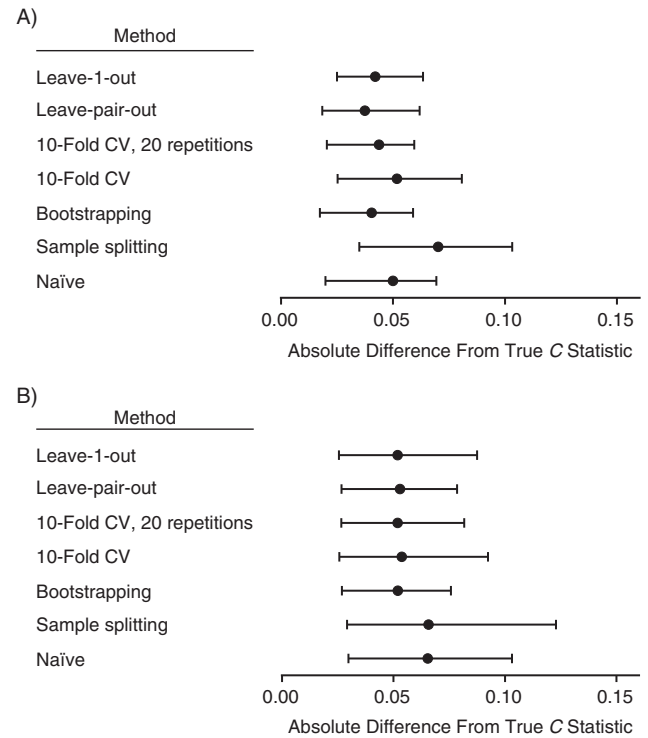 A)
Method
Leave-1-out
Leave-pair-out
10-Fold CV, 20 repetitions
10-Fold CV
Bootstrapping
Sample splitting
Naïve
0.00 0.05 0.10 0.15
Absolute Difference From True C Statistic
B)
Method
Leave-1-out
Leave-pair-out
10-Fold CV, 20 repetitions
10-Fold CV
Bootstrapping
Sample splitting
Naïve
0.00 0.05 0.10 0.15
Absolute Difference From True C Statistic